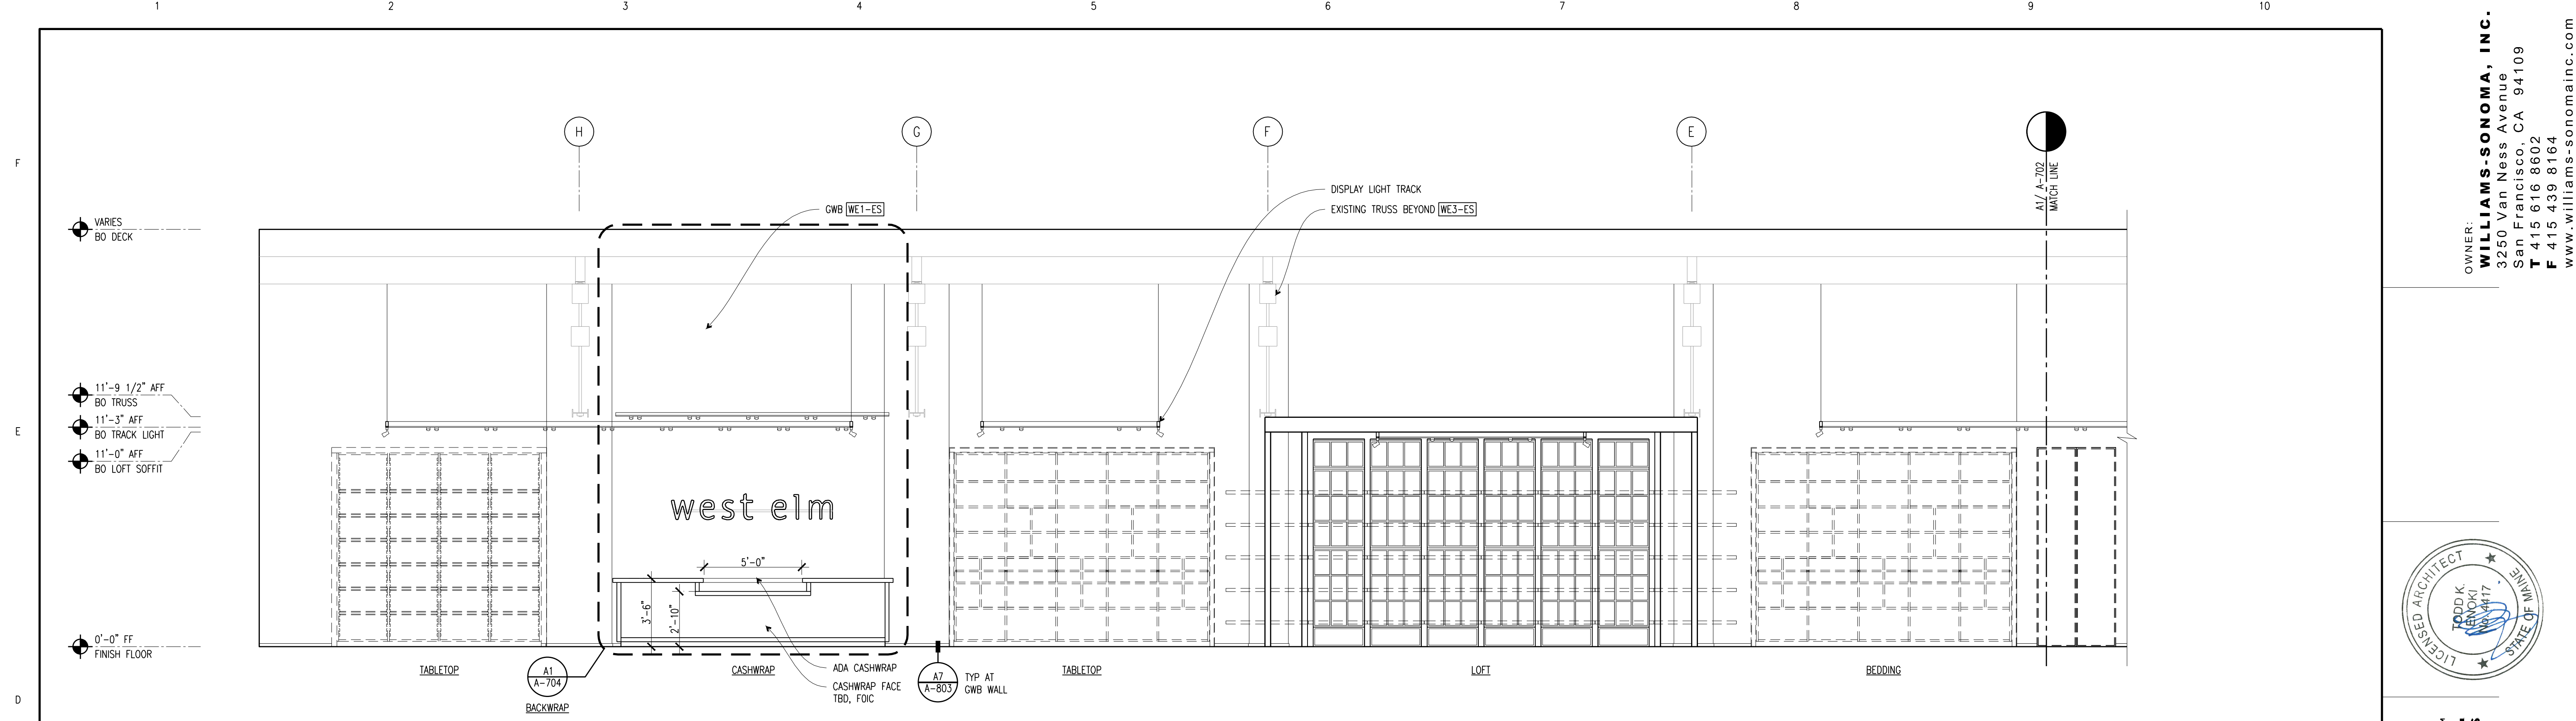 1 2 3 4 5 6 7 8 9 10
F
E
D
H
G
F
E
A1/ A-702
MATCH LINE
DISPLAY LIGHT TRACK
EXISTING TRUSS BEYOND WE3-ES
GWB WE1-ES
VARIES
BO DECK
11'-9 1/2" AFF
BO TRUSS
11'-3" AFF
BO TRACK LIGHT
11'-0" AFF
BO LOFT SOFFIT
0'-0" FF
FINISH FLOOR
west elm
5'-0"
3'-6"
2'-10"
TABLETOP
CASHWRAP
TABLETOP
LOFT
BEDDING
A1
A-704
BACKWRAP
ADA CASHWRAP
CASHWRAP FACE
TBD, FOIC
A7
A-803
TYP AT
GWB WALL
OWNER:
WILLIAMS-SONOMA, INC.
3250 Van Ness Avenue
San Francisco, CA 94109
T 415 616 8602
F 415 439 8164
www.williams-sonomainc.com
LICENSED ARCHITECT
TODD K.
ENOKI
STATE OF MAINE